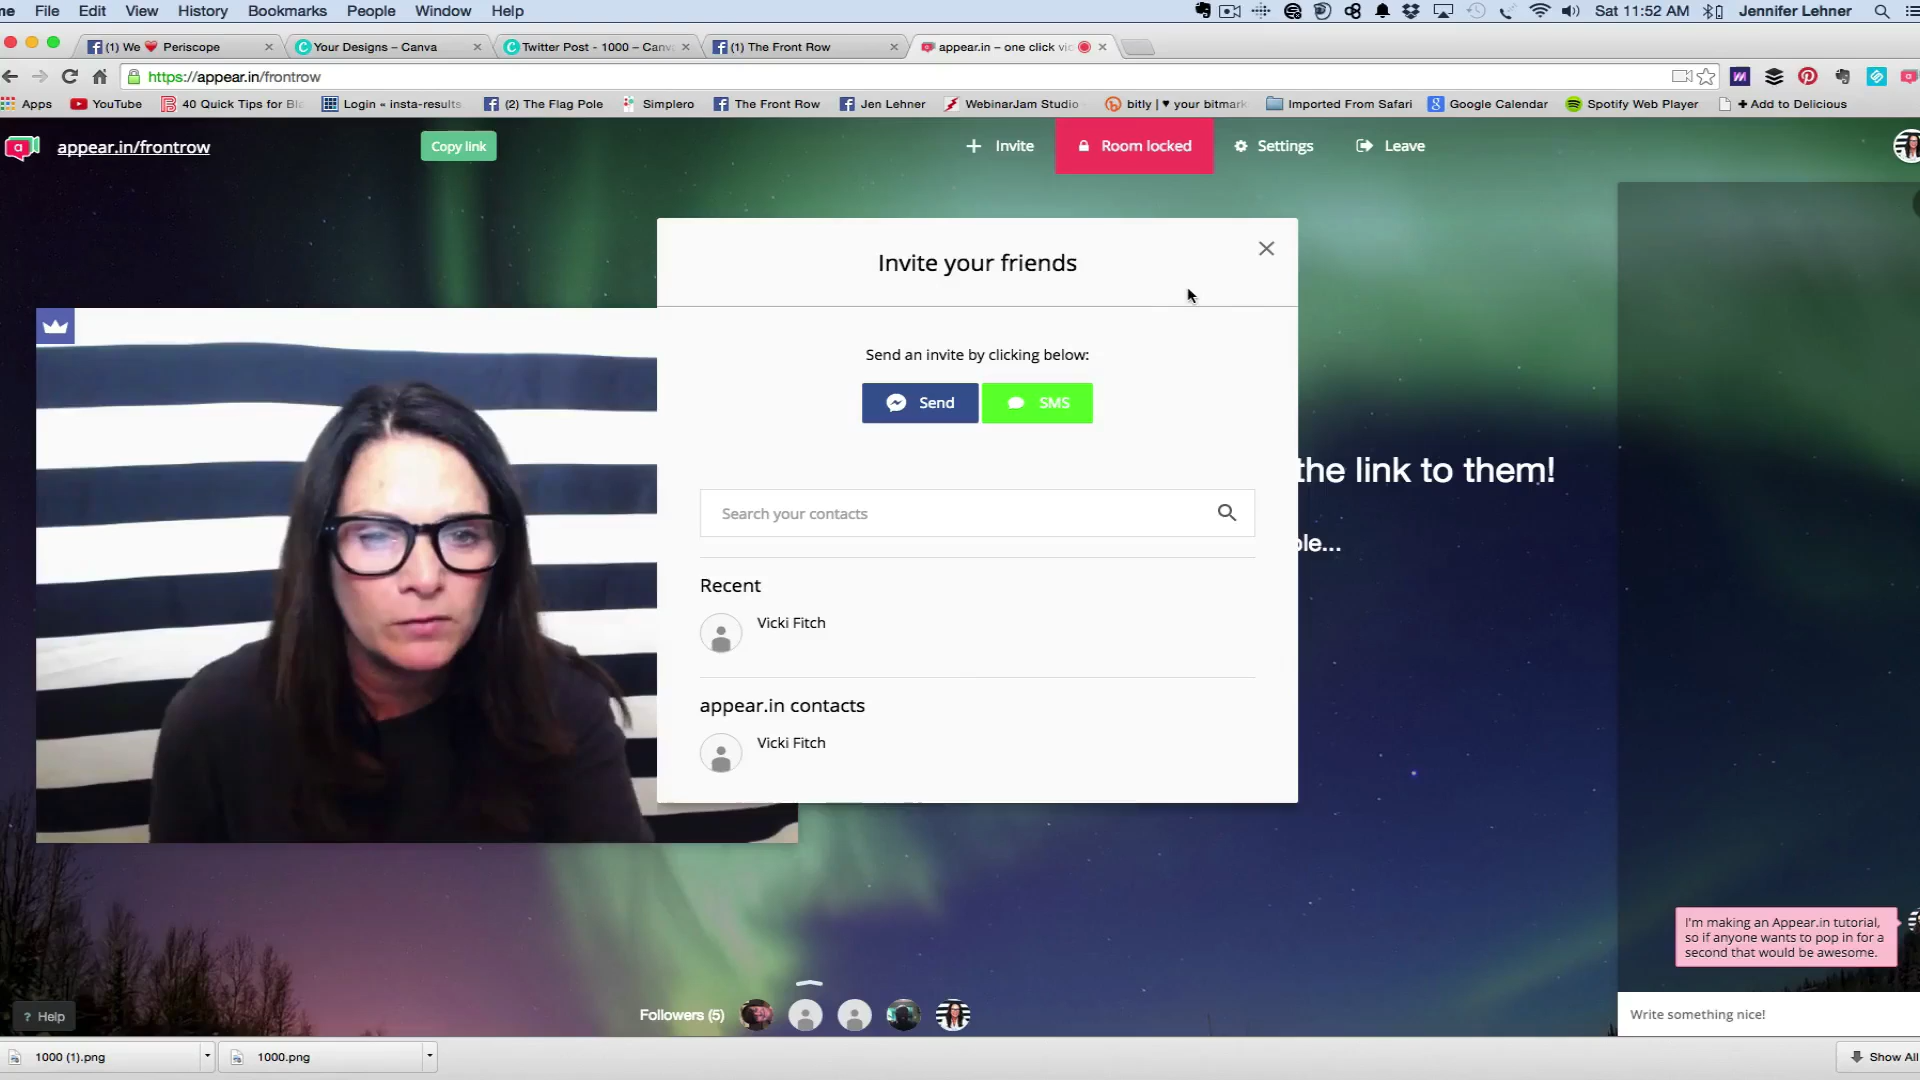 me File Edit View History Bookmarks People Window Help Sat 11:52 AM Jennifer Lehner
(1) We ❤ Periscope Your Designs – Canva Twitter Post - 1000 – Canv (1) The Front Row appear.in – one click vi
https://appear.in/frontrow
Apps YouTube 40 Quick Tips for Bla Login « insta-results (2) The Flag Pole Simplero The Front Row Jen Lehner WebinarJam Studio bitly | ♥ your bitmark Imported From Safari Google Calendar Spotify Web Player + Add to Delicious
appear.in/frontrow Copy link + Invite Room locked Settings Leave
Invite your friends
Send an invite by clicking below:
Send SMS
the link to them!
Search your contacts
ble...
Recent
Vicki Fitch
appear.in contacts
Vicki Fitch
I'm making an Appear.in tutorial,
so if anyone wants to pop in for a
second that would be awesome.
? Help Followers (5) Write something nice!
1000 (1).png 1000.png Show All